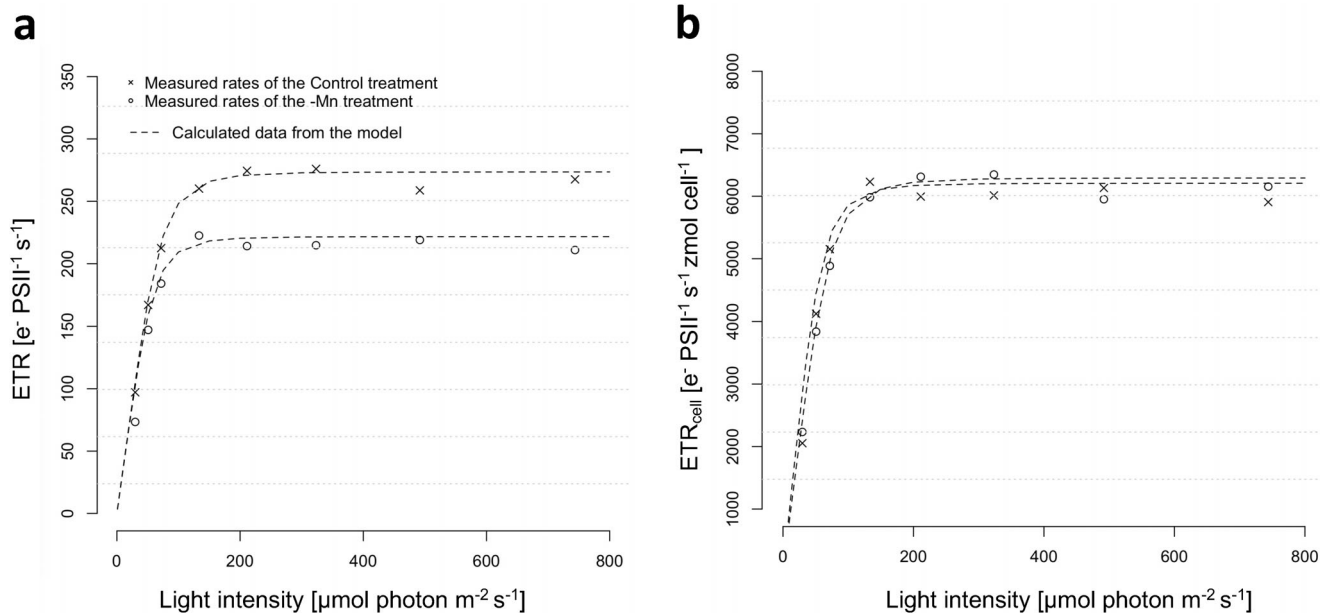 a
ETR [e⁻ PSII⁻¹ s⁻¹]
350
300
250
200
150
100
50
0
× Measured rates of the Control treatment
○ Measured rates of the -Mn treatment
Calculated data from the model
0 200 400 600 800
Light intensity [µmol photon m⁻² s⁻¹]
b
ETR_cell [e⁻ PSII⁻¹ s⁻¹ zmol cell⁻¹]
8000
7000
6000
5000
4000
3000
2000
1000
0 200 400 600 800
Light intensity [µmol photon m⁻² s⁻¹]